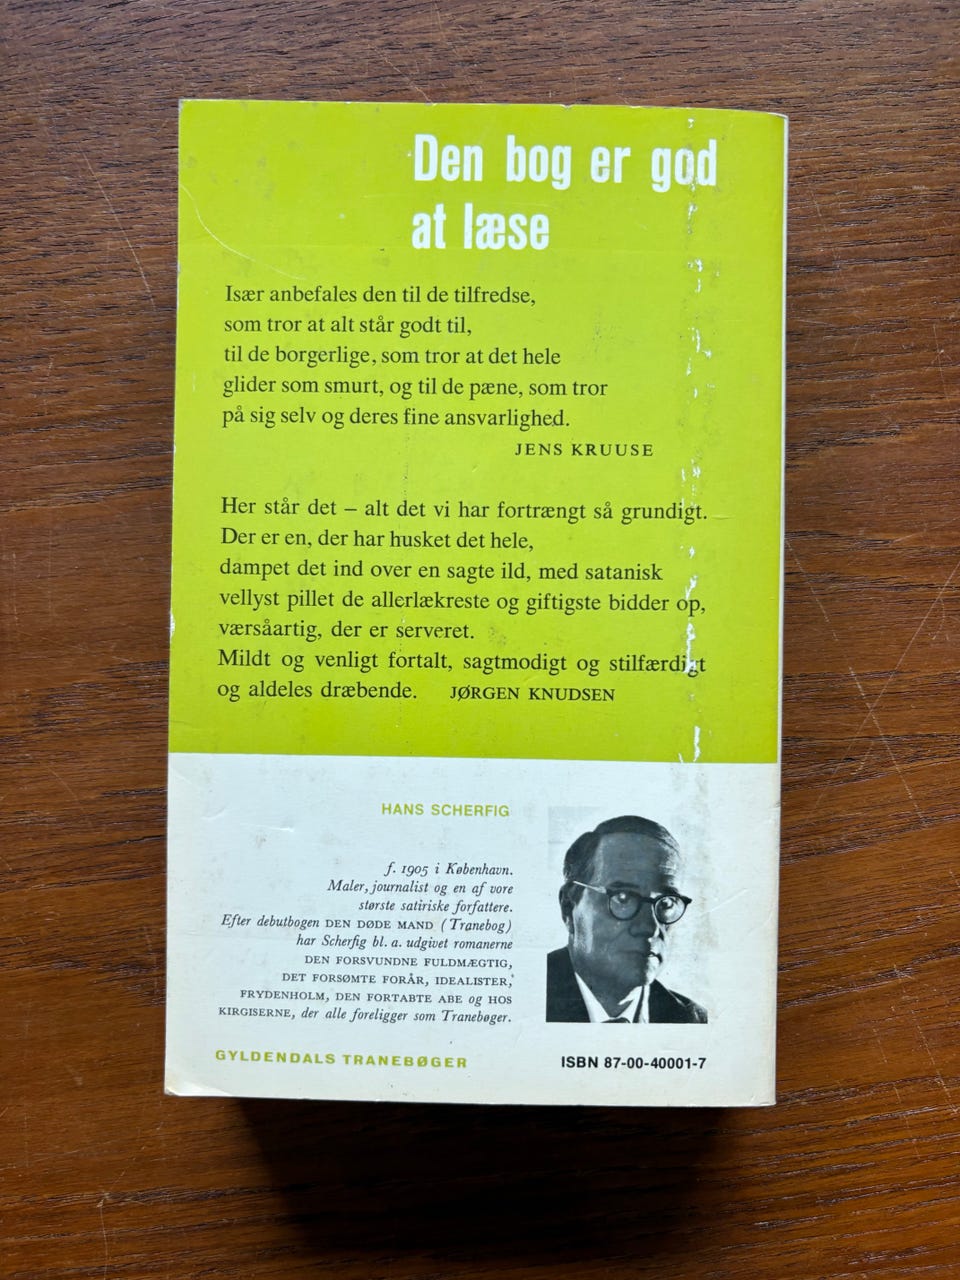 Den bog er god
at læse
Især anbefales den til de tilfredse,
som tror at alt står godt til,
til de borgerlige, som tror at det hele
glider som smurt, og til de pæne, som tror
på sig selv og deres fine ansvarlighed.
JENS KRUUSE
Her står det – alt det vi har fortrængt så grundigt.
Der er en, der har husket det hele,
dampet det ind over en sagte ild, med satanisk
vellyst pillet de allerlækreste og giftigste bidder op,
værsåartig, der er serveret.
Mildt og venligt fortalt, sagtmodigt og stilfærdigt
og aldeles dræbende. JØRGEN KNUDSEN
HANS SCHERFIG
f. 1905 i København.
Maler, journalist og en af vore
største satiriske forfattere.
Efter debutbogen DEN DØDE MAND (Tranebog)
har Scherfig bl. a. udgivet romanerne
DEN FORSVUNDNE FULDMÆGTIG,
DET FORSØMTE FORÅR, IDEALISTER,
FRYDENHOLM, DEN FORTABTE ABE og HOS
KIRGISERNE, der alle foreligger som Tranebøger.
GYLDENDALS TRANEBØGER
ISBN 87-00-40001-7